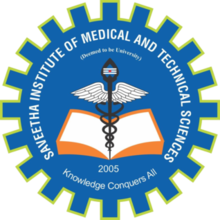 SAVEETHA INSTITUTE OF MEDICAL AND TECHNICAL SCIENCES
(Deemed to be University)
2005
Knowledge Conquers All